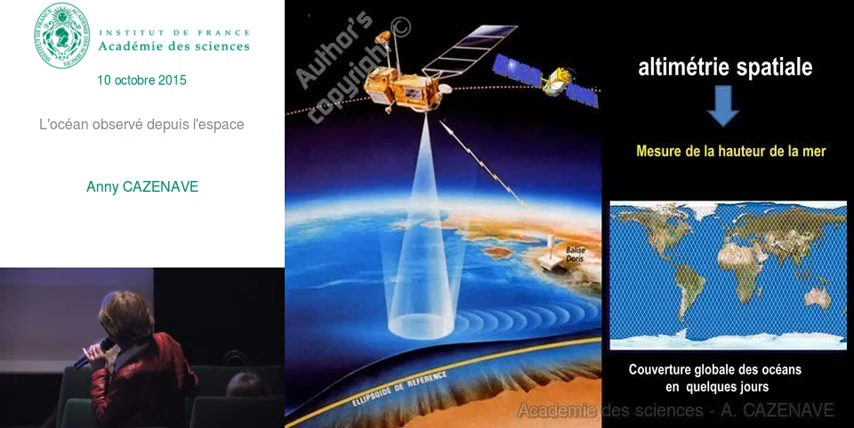 INSTITUT DE FRANCE
Académie des sciences
10 octobre 2015
L'océan observé depuis l'espace
Anny CAZENAVE
Author's
copyright ©
Balise
Doris
ELLIPSOIDE DE REFERENCE
altimétrie spatiale
Mesure de la hauteur de la mer
Couverture globale des océans
en quelques jours
Academie des sciences - A. CAZENAVE